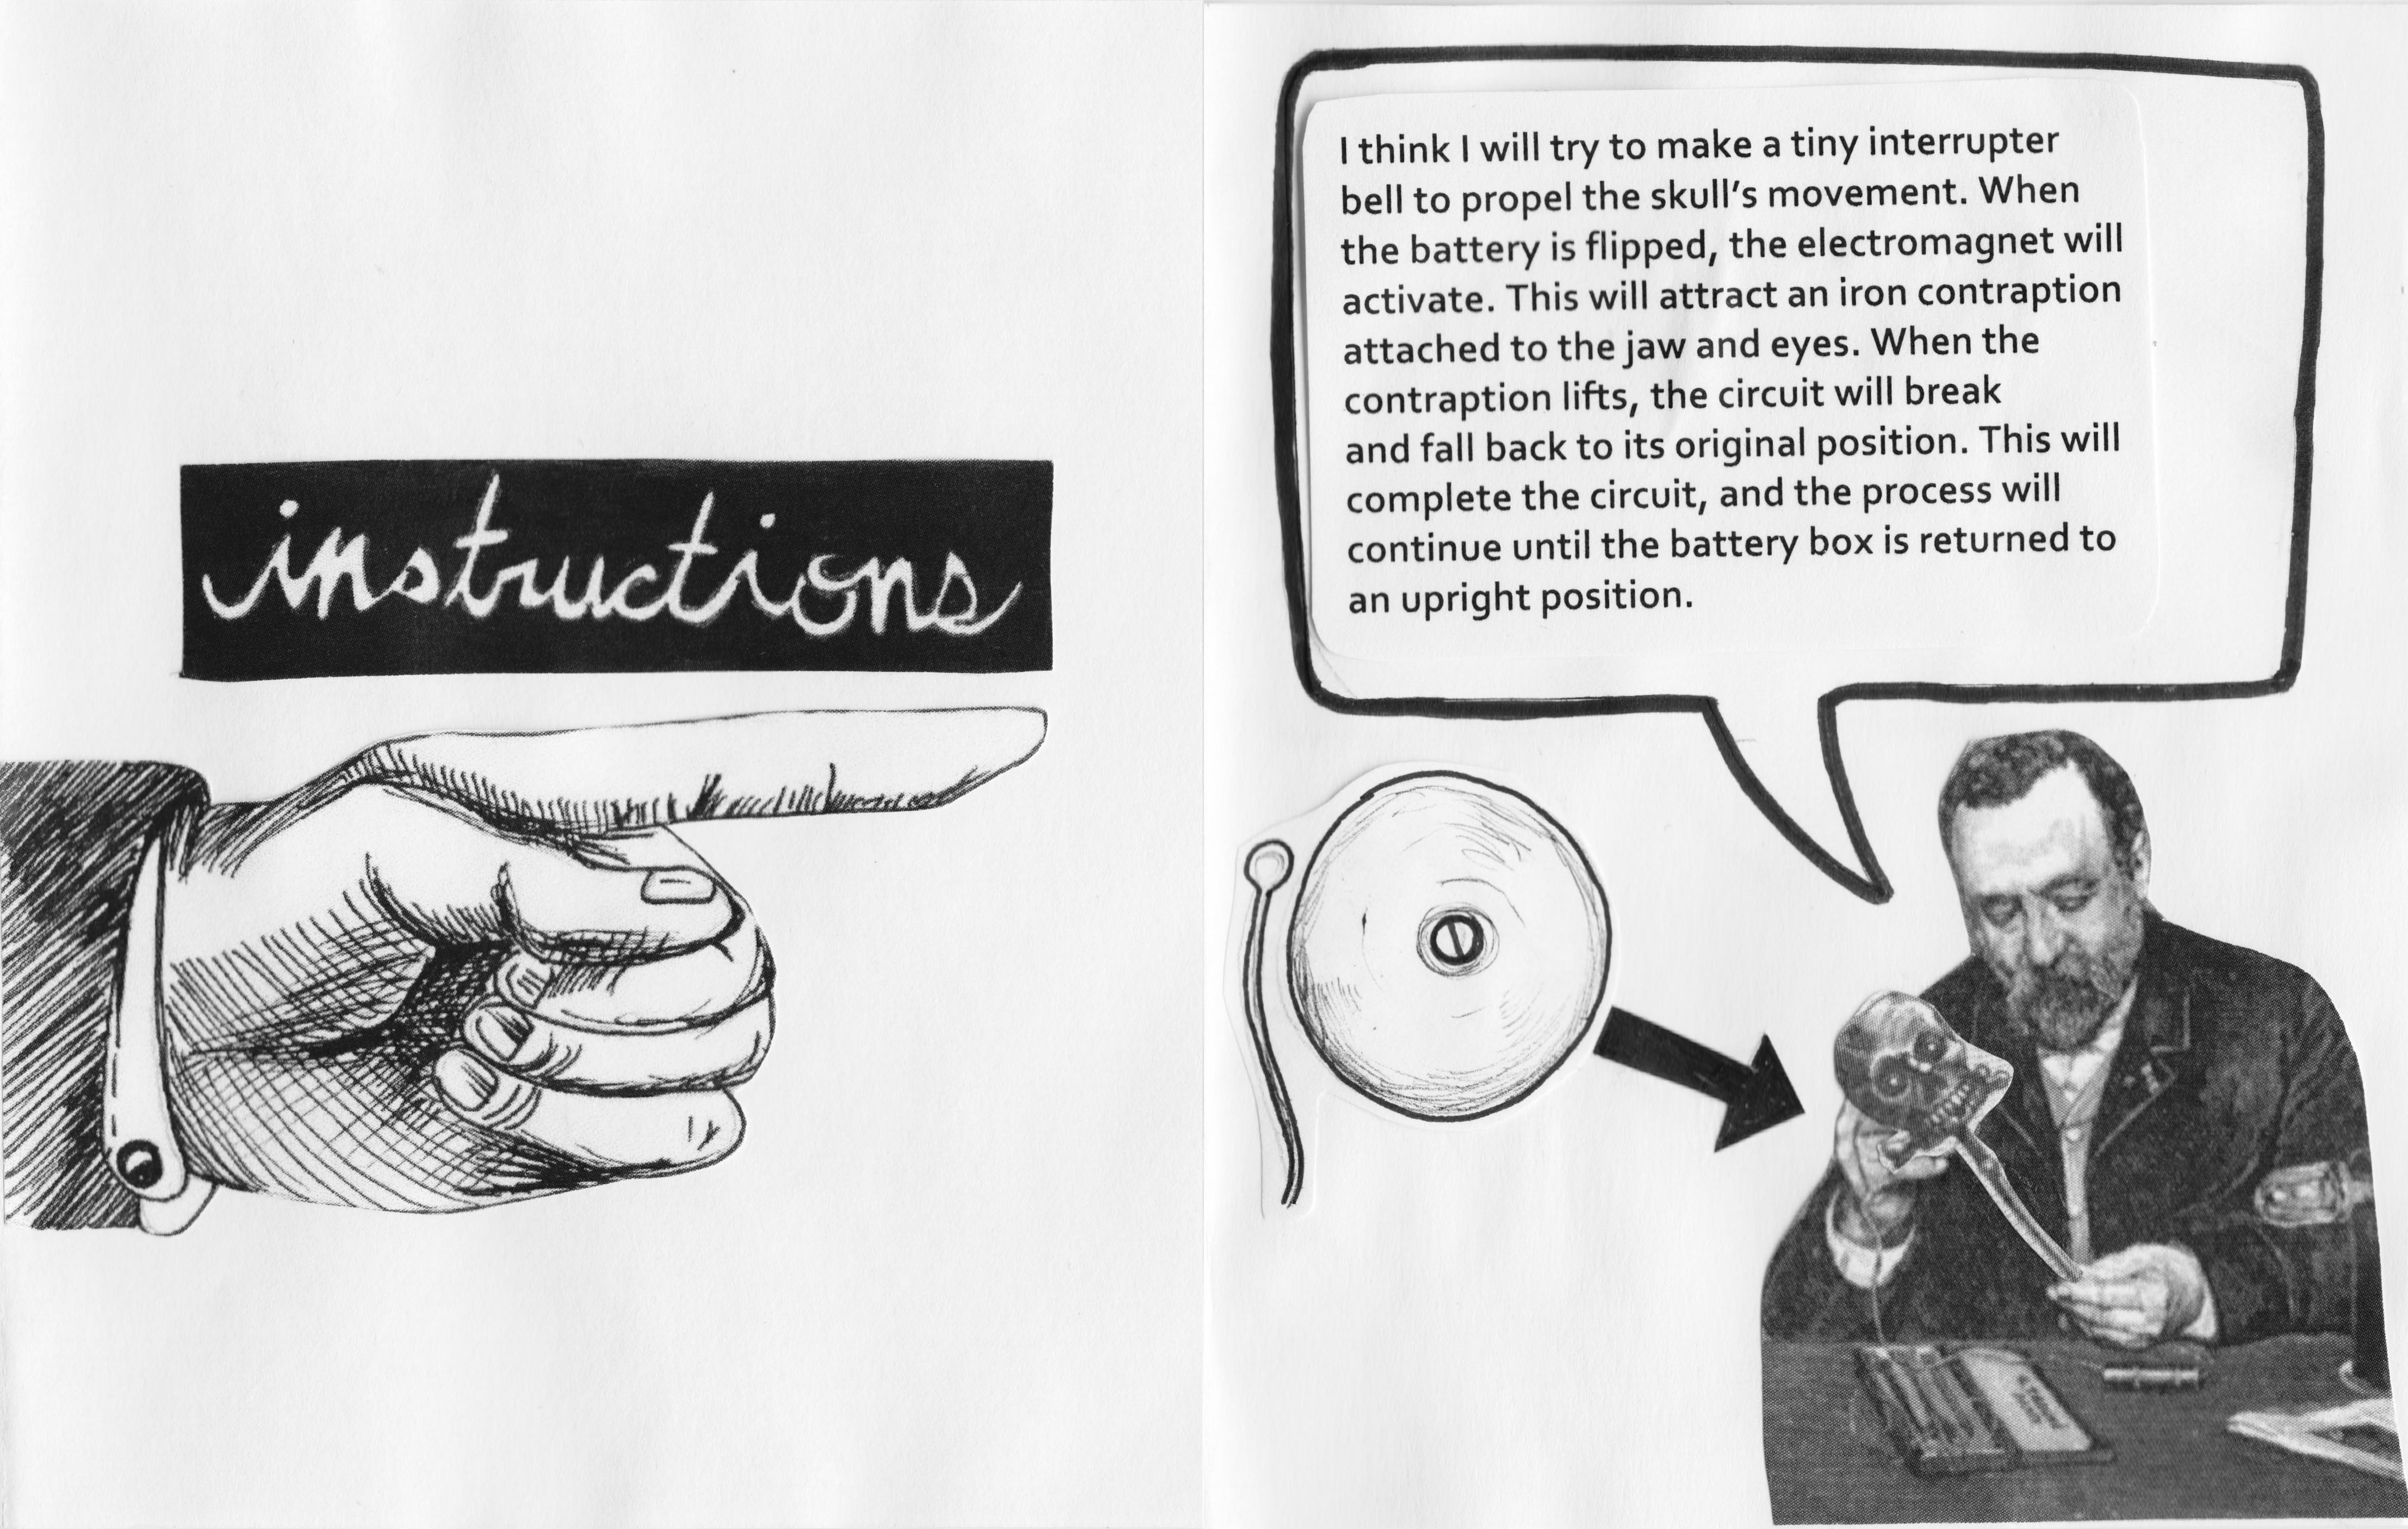 instructions
I think I will try to make a tiny interrupter
bell to propel the skull's movement. When
the battery is flipped, the electromagnet will
activate. This will attract an iron contraption
attached to the jaw and eyes. When the
contraption lifts, the circuit will break
and fall back to its original position. This will
complete the circuit, and the process will
continue until the battery box is returned to
an upright position.